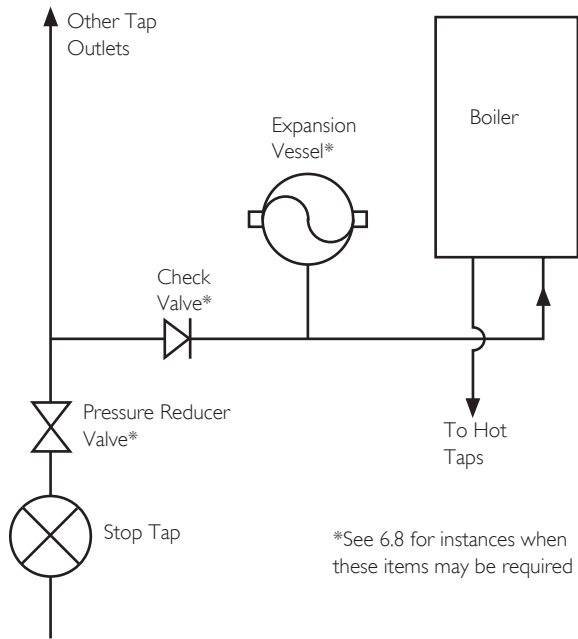 Other Tap
Outlets
Boiler
Expansion
Vessel*
Check
Valve*
Pressure Reducer
Valve*
To Hot
Taps
Stop Tap
*See 6.8 for instances when
these items may be required